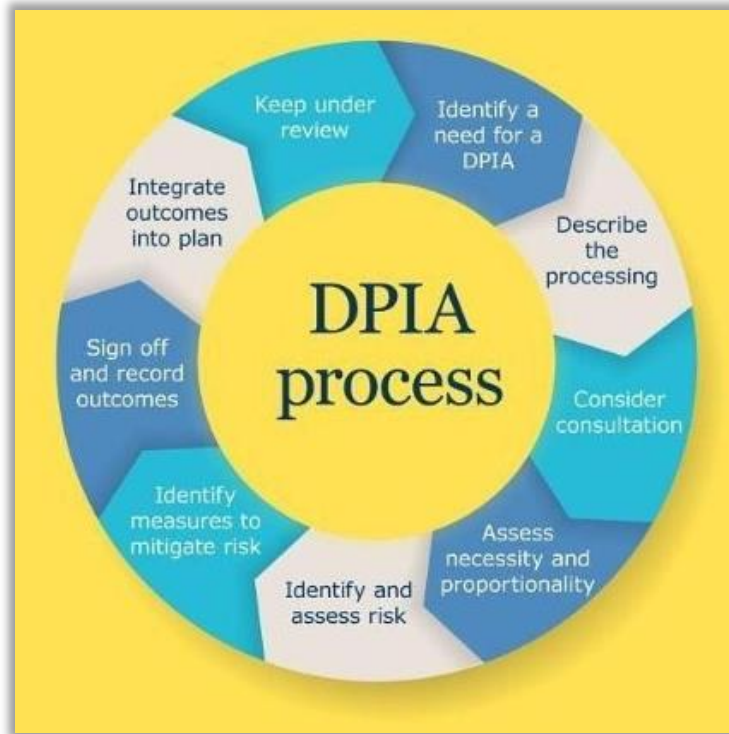 DPIA
process
Identify a
need for a
DPIA
Describe
the
processing
Consider
consultation
Assess
necessity and
proportionality
Identify and
assess risk
Identify
measures to
mitigate risk
Sign off
and record
outcomes
Integrate
outcomes
into plan
Keep under
review